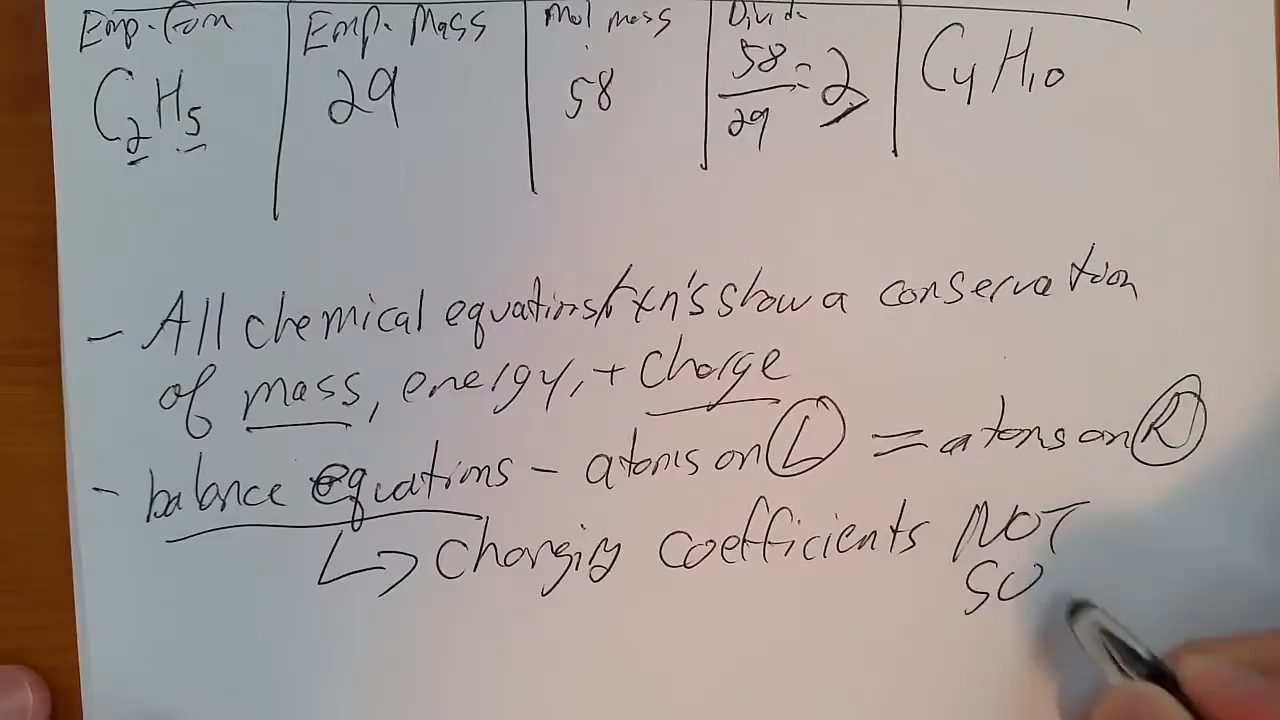 Emp. Form Emp. Mass Mol mass Divide
C2H5 29 58 58/29 = 2 C4H10
- All chemical equations/rxn's show a conservation
of mass, energy, + charge
- balance equations - atoms on L = atoms on R
↳ Changing coefficients NOT
SU